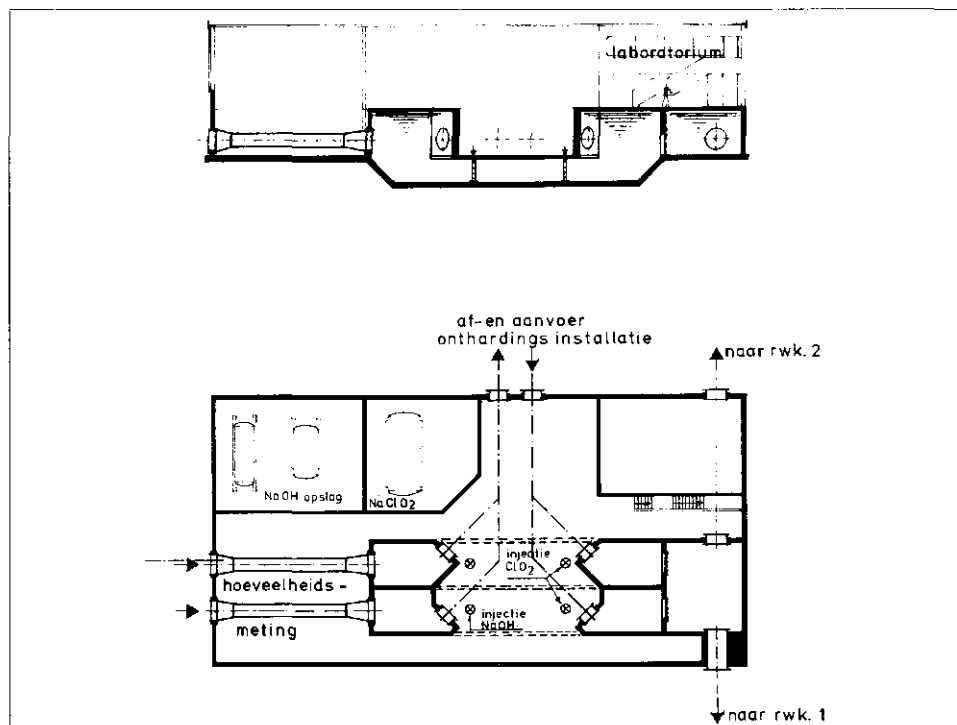 laboratorium
af-en aanvoer
onthardings installatie
naar rwk. 2
NaOH opslag
NaClO2
injectie
ClO2
hoeveelheids -
meting
injectie
NaOH
naar rwk. 1